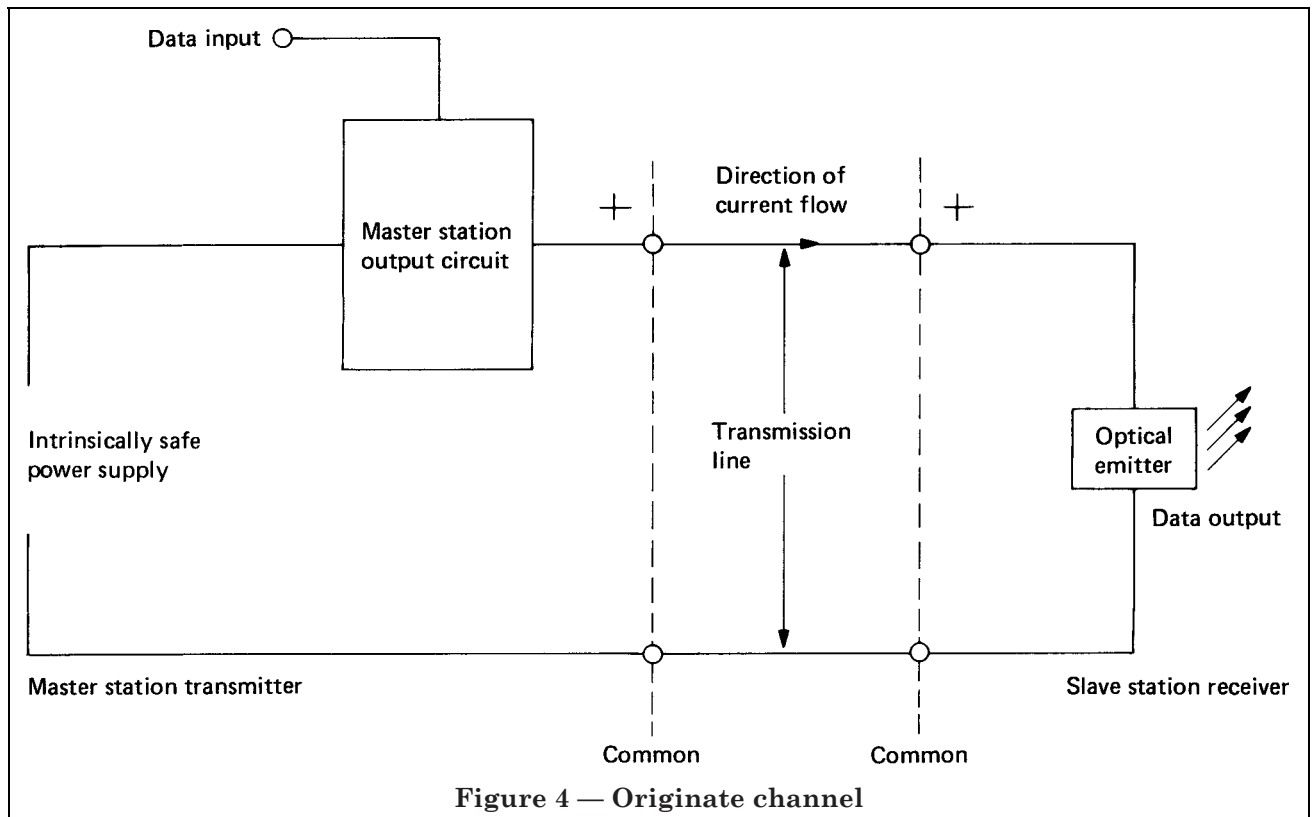 Data input
Direction of
current flow
+
+
Master station
output circuit
Intrinsically safe
power supply
Transmission
line
Optical
emitter
Data output
Master station transmitter
Slave station receiver
Common
Common
Figure 4 — Originate channel